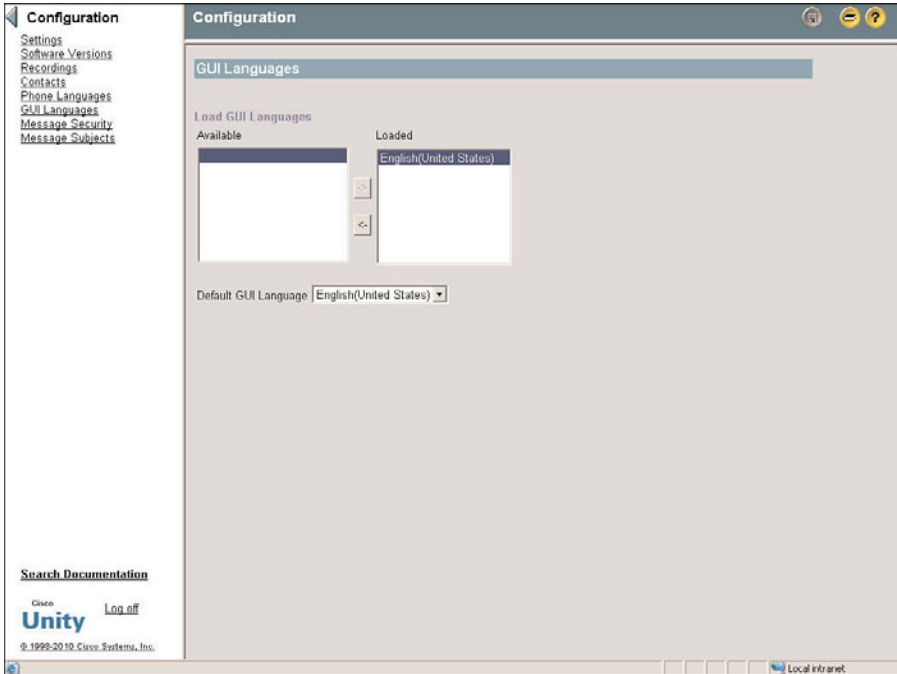 Configuration
Settings
Software Versions
Recordings
Contacts
Phone Languages
GUI Languages
Message Security
Message Subjects
Search Documentation
Cisco
Unity
Log off
© 1998-2010 Cisco Systems, Inc.
Configuration
?
GUI Languages
Load GUI Languages
Available
Loaded
English(United States)
->
<-
Default GUI Language English(United States)
Local intranet